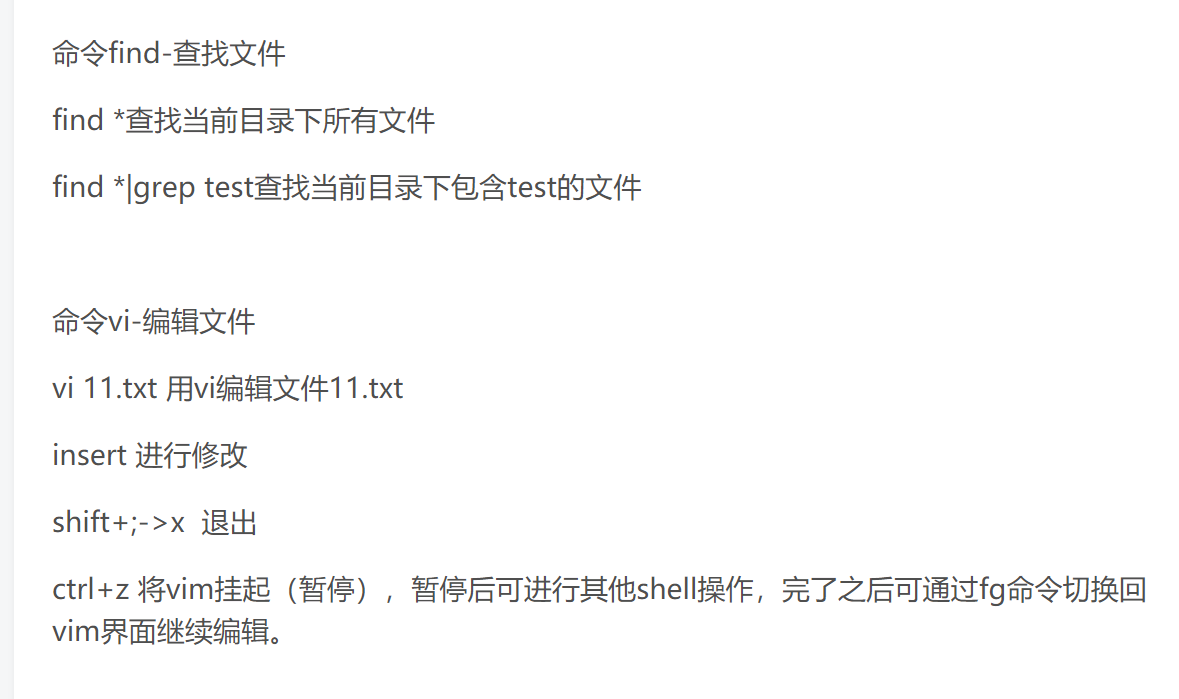 命令find-查找文件
find *查找当前目录下所有文件
find *|grep test查找当前目录下包含test的文件
命令vi-编辑文件
vi 11.txt 用vi编辑文件11.txt
insert 进行修改
shift+;->x  退出
ctrl+z 将vim挂起（暂停），暂停后可进行其他shell操作，完了之后可通过fg命令切换回
vim界面继续编辑。